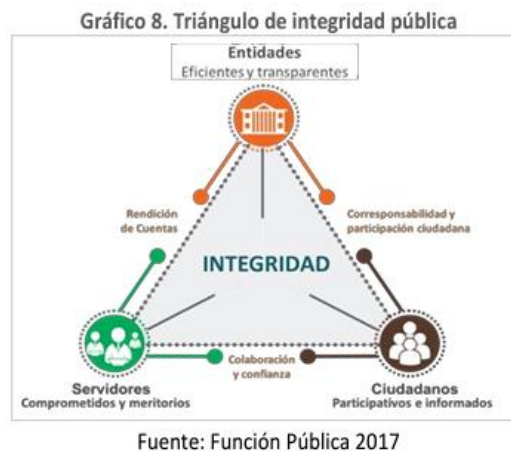 Gráfico 8. Triángulo de integridad pública
Entidades
Eficientes y transparentes
Rendición
de Cuentas
Corresponsabilidad y
participación ciudadana
INTEGRIDAD
Colaboración
y confianza
Servidores
Comprometidos y meritorios
Ciudadanos
Participativos e informados
Fuente: Función Pública 2017